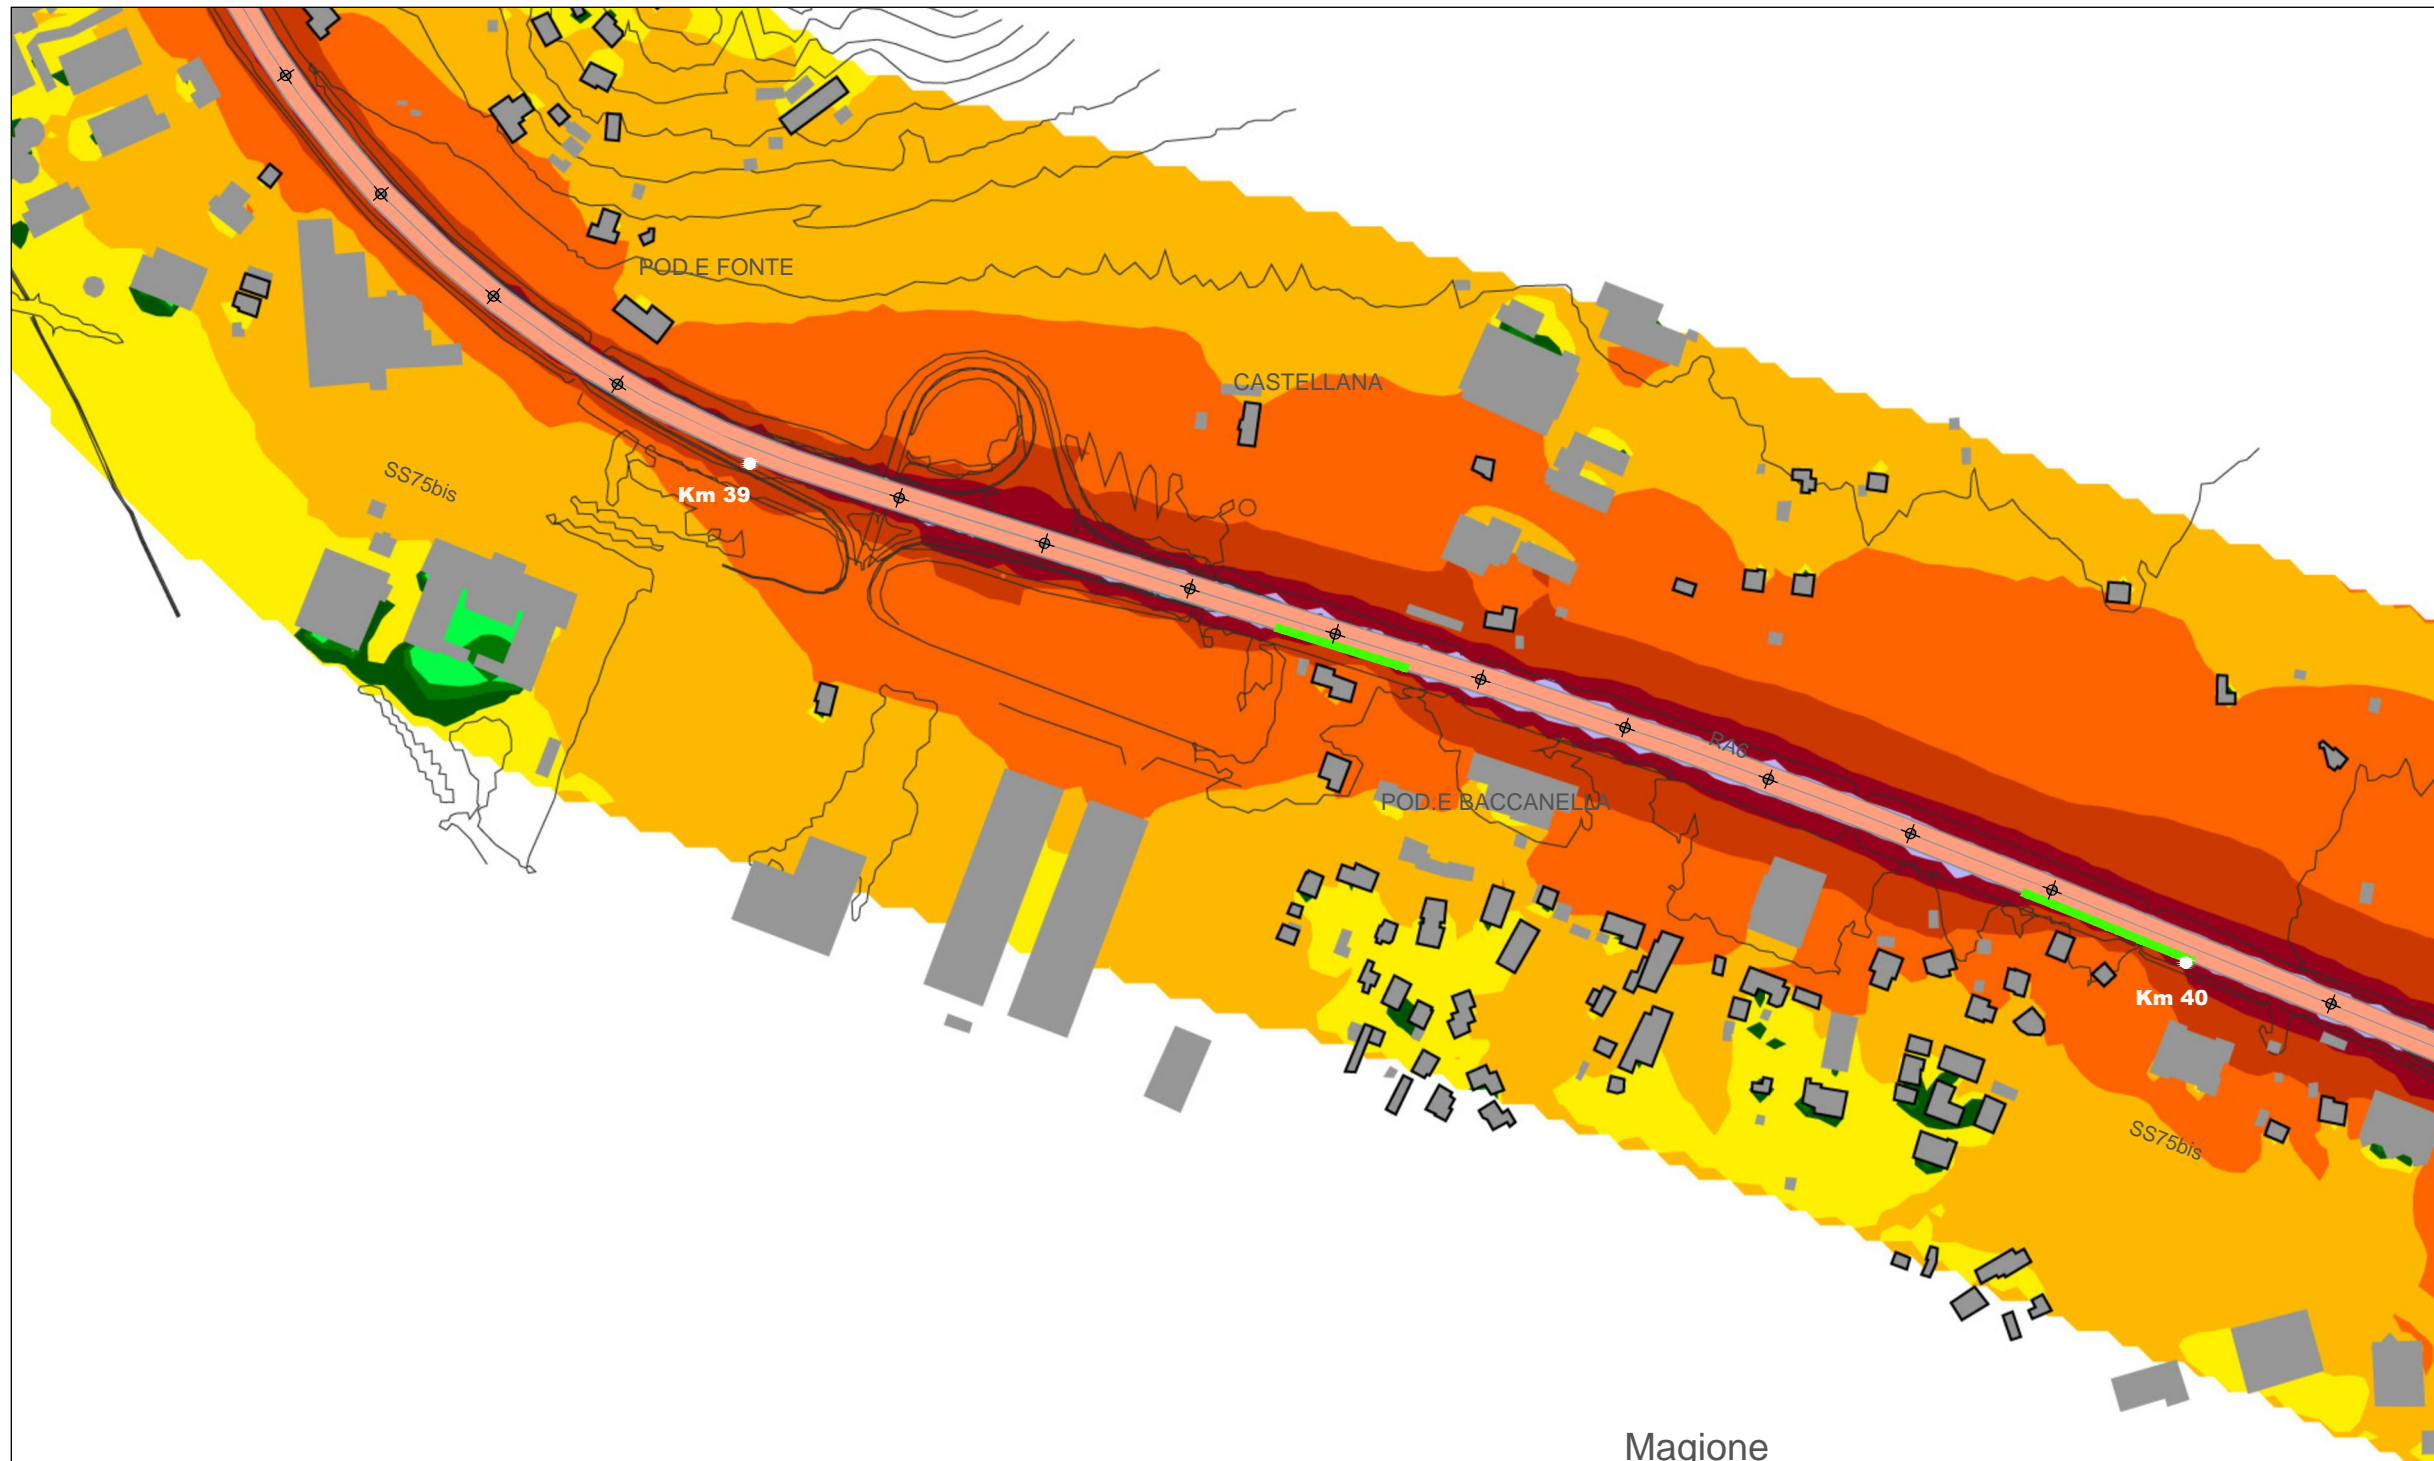 POD.E FONTE
CASTELLANA
SS75bis
Km 39
RA6
POD.E BACCANELLA
Km 40
SS75bis
Magione